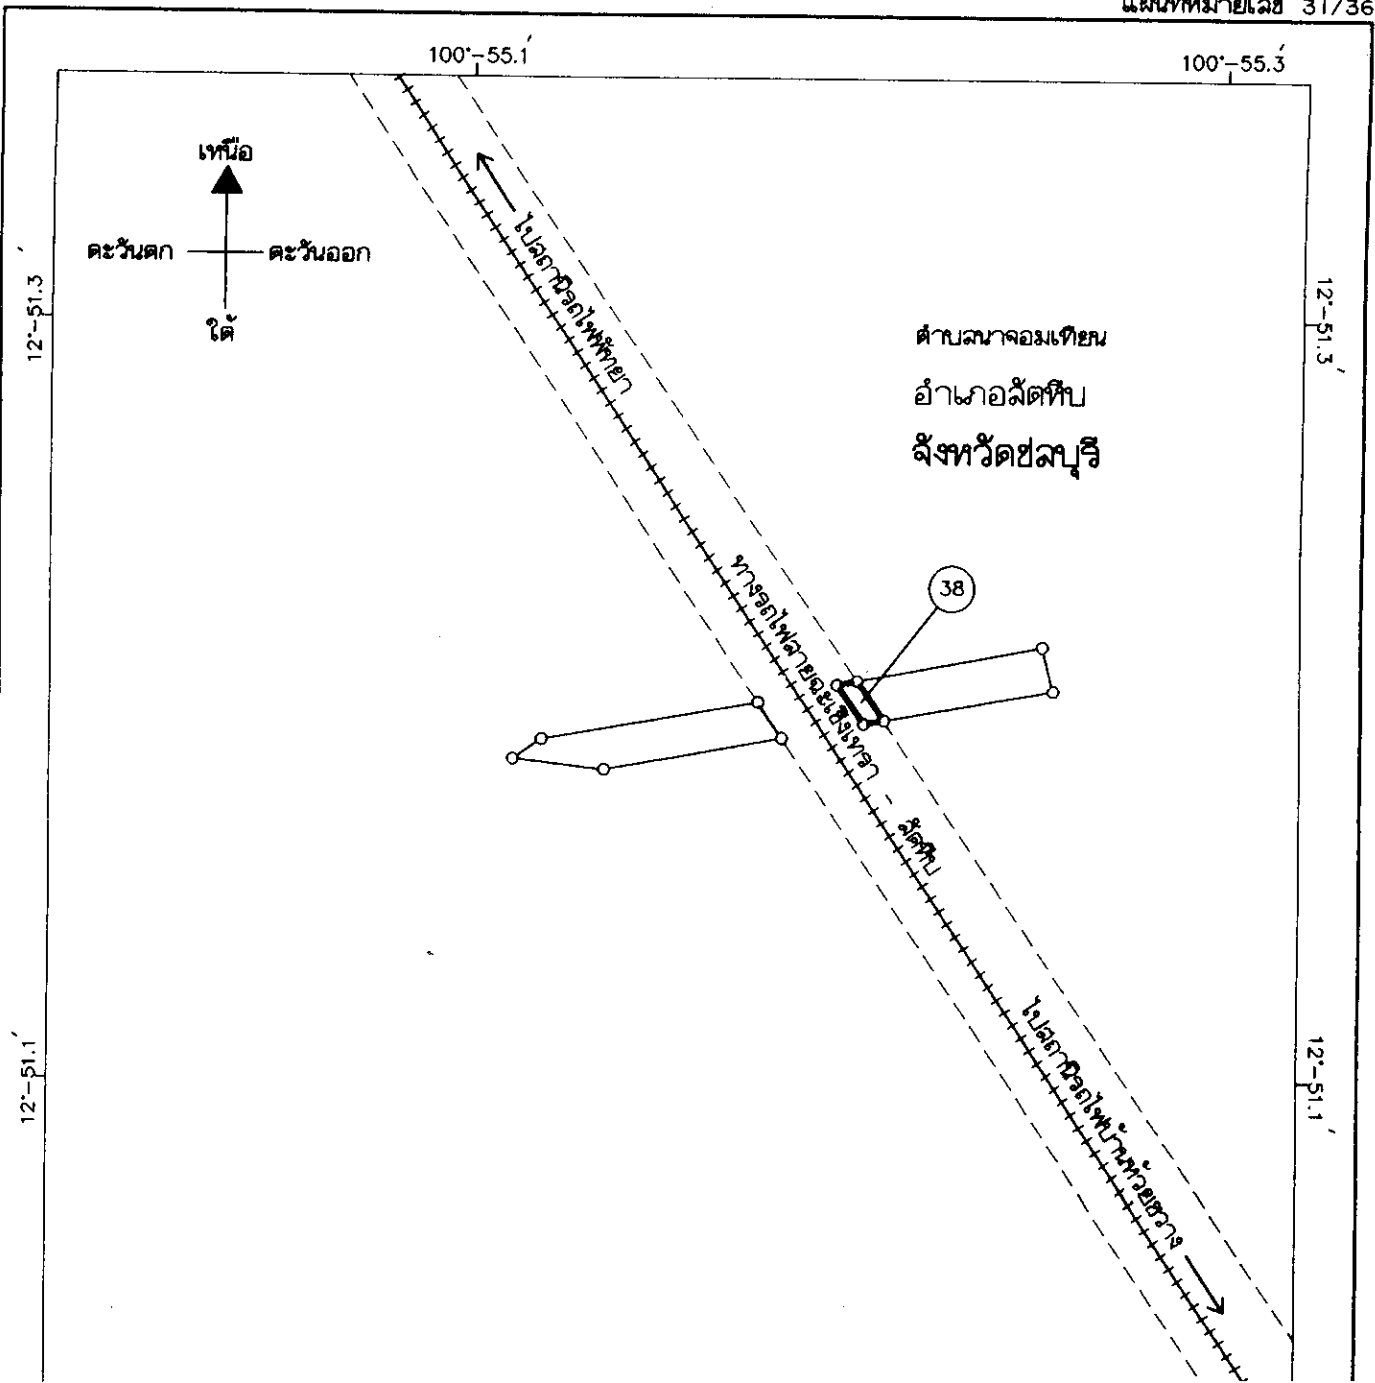 แผนที่หมายเลข 31/36
100°-55.1′
100°-55.3′
เหนือ
ตะวันตก
ตะวันออก
ใต้
12°-51.3′
12°-51.3′
ไปสถานีรถไฟพัทยา
ตำบลนาจอมเทียน
อำเภอสัตหีบ
จังหวัดชลบุรี
38
ทางรถไฟสายฉะเชิงเทรา - สัตหีบ
ไปสถานีรถไฟบ้านห้วยขวาง
12°-51.1′
12°-51.1′